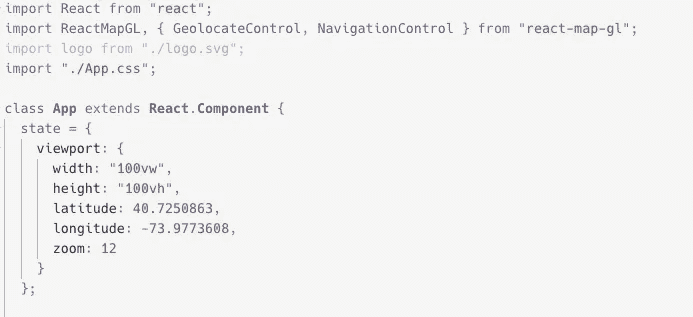 import React from "react";
import ReactMapGL, { GeolocateControl, NavigationControl } from "react-map-gl";
import logo from "./logo.svg";
import "./App.css";
class App extends React.Component {
state = {
viewport: {
width: "100vw",
height: "100vh",
latitude: 40.7250863,
longitude: -73.9773608,
zoom: 12
}
};